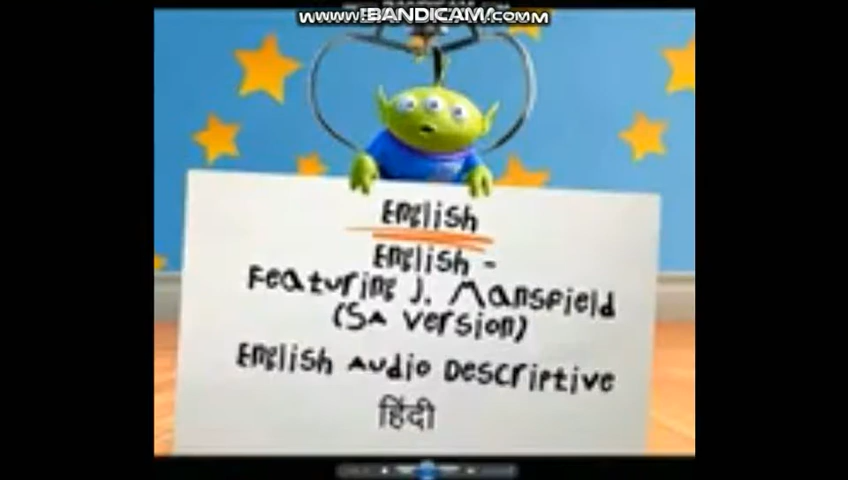 www.BANDICAM.com
English
English -
Featuring J. Mansfield
(SA version)
English Audio Descriptive
हिंदी